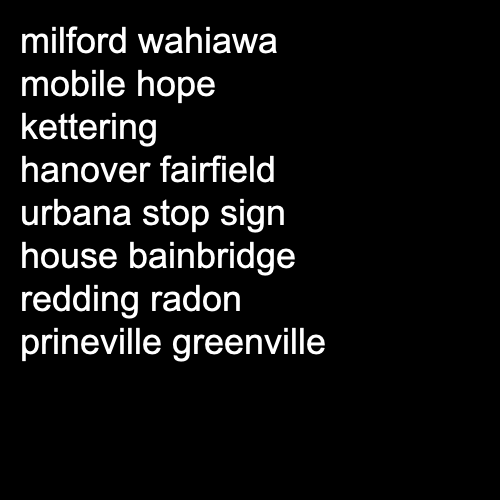 milford wahiawa
mobile hope
kettering
hanover fairfield
urbana stop sign
house bainbridge
redding radon
prineville greenville